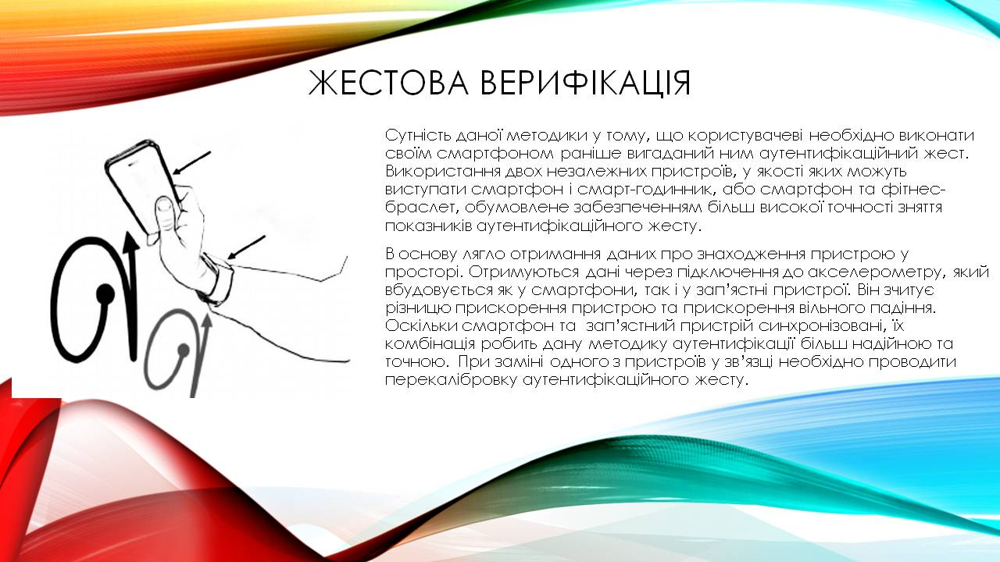 ЖЕСТОВА ВЕРИФІКАЦІЯ
Сутність даної методики у тому, що користувачеві необхідно виконати
своїм смартфоном раніше вигаданий ним аутентифікаційний жест.
Використання двох незалежних пристроїв, у якості яких можуть
виступати смартфон і смарт-годинник, або смартфон та фітнес-
браслет, обумовлене забезпеченням більш високої точності зняття
показників аутентифікаційного жесту.
В основу лягло отримання даних про знаходження пристрою у
просторі. Отримуються дані через підключення до акселерометру, який
вбудовується як у смартфони, так і у зап’ястні пристрої. Він зчитує
різницю прискорення пристрою та прискорення вільного падіння.
Оскільки смартфон та зап’ястний пристрій синхронізовані, їх
комбінація робить дану методику аутентифікації більш надійною та
точною. При заміні одного з пристроїв у зв’язці необхідно проводити
перекалібровку аутентифікаційного жесту.